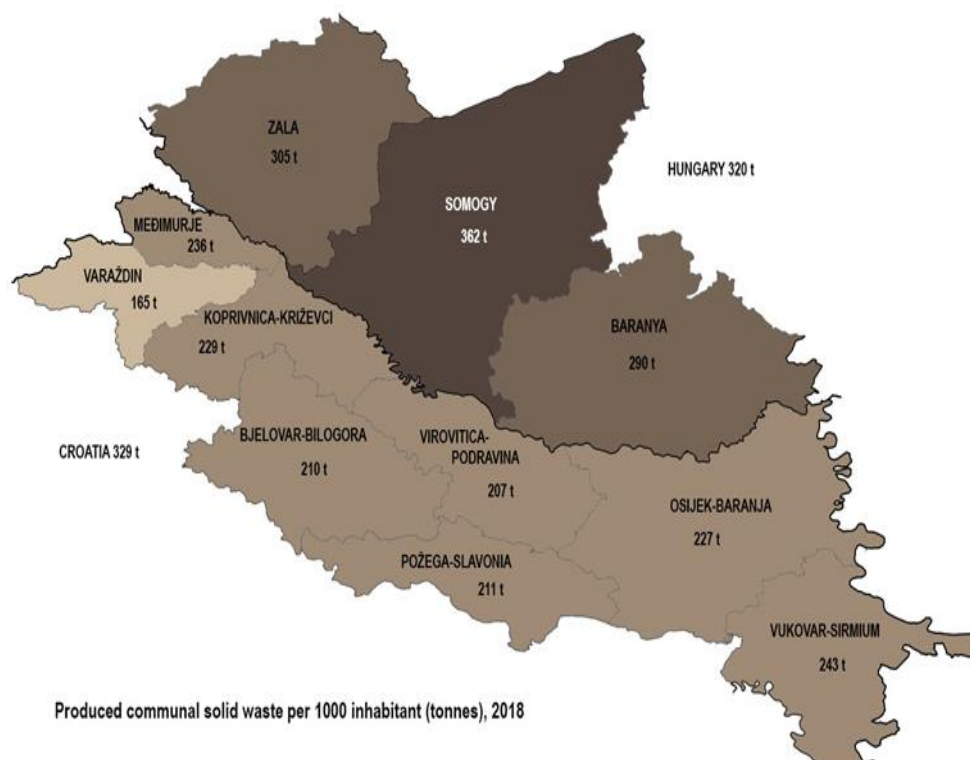 ZALA
305 t
HUNGARY 320 t
SOMOGY
362 t
MEĐIMURJE
236 t
VARAŽDIN
165 t
KOPRIVNICA-KRIŽEVCI
229 t
BARANYA
290 t
CROATIA 329 t
BJELOVAR-BILOGORA
210 t
VIROVITICA-
PODRAVINA
207 t
OSIJEK-BARANJA
227 t
POŽEGA-SLAVONIA
211 t
VUKOVAR-SIRMIUM
243 t
Produced communal solid waste per 1000 inhabitant (tonnes), 2018